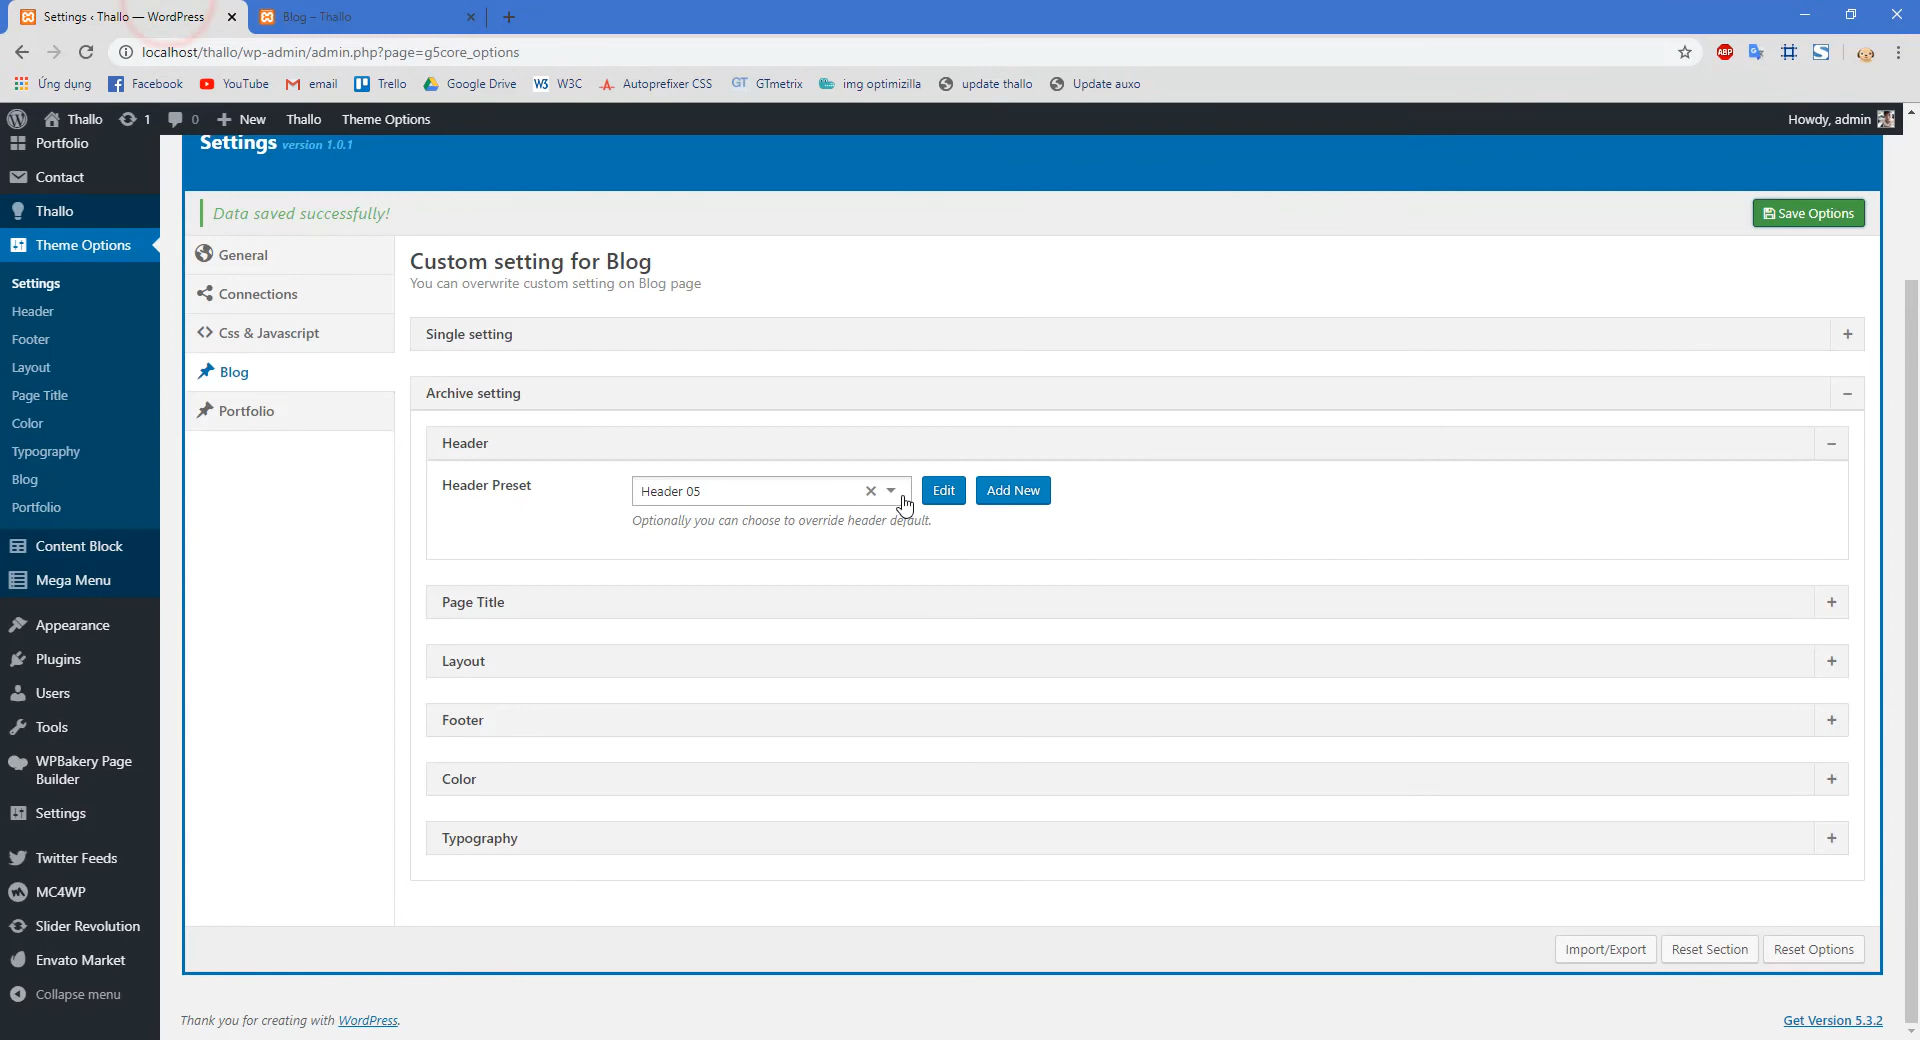 Settings ‹ Thallo — WordPress
Blog – Thallo
localhost/thallo/wp-admin/admin.php?page=g5core_options
ABP
Ứng dụng
Facebook
YouTube
email
Trello
Google Drive
W3 W3C
Autoprefixer CSS
GT GTmetrix
img optimizilla
update thallo
Update auxo
Thallo
1
0
New
Thallo
Theme Options
Howdy, admin
Portfolio
Contact
Thallo
Theme Options
Settings
Header
Footer
Layout
Page Title
Color
Typography
Blog
Portfolio
Content Block
Mega Menu
Appearance
Plugins
Users
Tools
WPBakery Page
Builder
Settings
Twitter Feeds
MC4WP
Slider Revolution
Envato Market
Collapse menu
Settings version 1.0.1
Data saved successfully!
Save Options
General
Connections
Css & Javascript
Blog
Portfolio
Custom setting for Blog
You can overwrite custom setting on Blog page
Single setting +
Archive setting −
Header −
Header Preset
Header 05
Edit
Add New
Optionally you can choose to override header default.
Page Title +
Layout +
Footer +
Color +
Typography +
Import/Export
Reset Section
Reset Options
Thank you for creating with WordPress.
Get Version 5.3.2